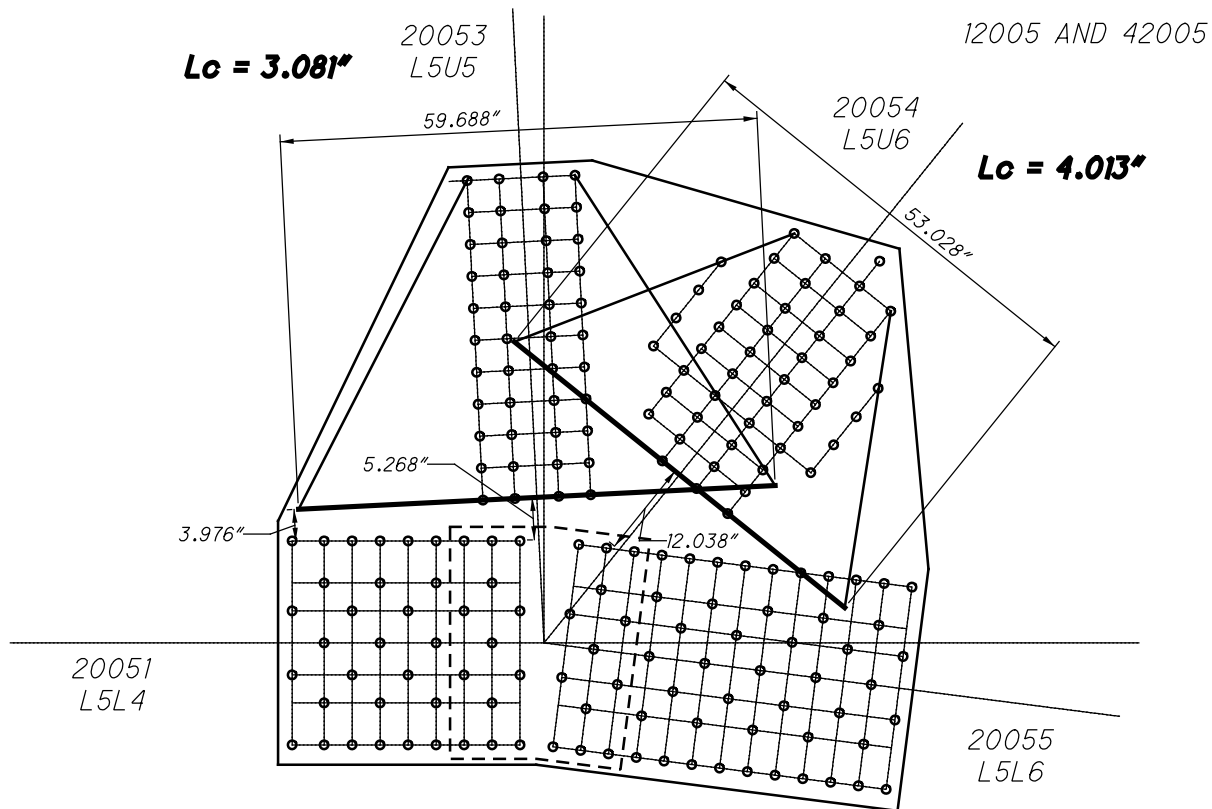 20053
L5U5
12005 AND 42005
Lc = 3.081"
20054
L5U6
59.688"
Lc = 4.013"
53.028"
5.268"
3.976"
12.038"
20051
L5L4
20055
L5L6